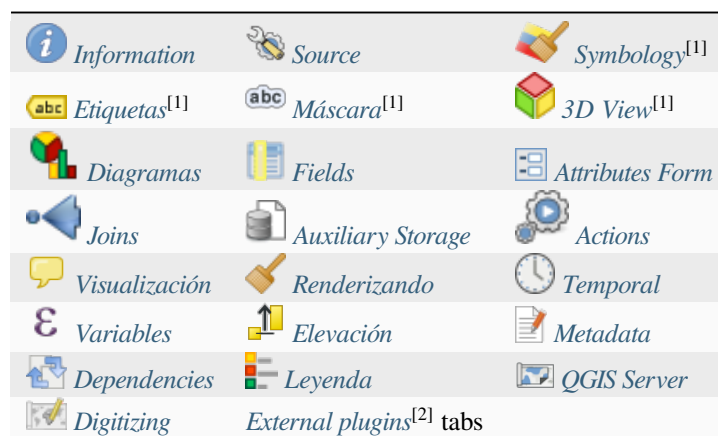 Information Source Symbology[1]
abc Etiquetas[1] abc Máscara[1] 3D View[1]
Diagramas Fields Attributes Form
Joins Auxiliary Storage Actions
Visualización Renderizando Temporal
ε Variables Elevación Metadata
Dependencies Leyenda QGIS Server
Digitizing External plugins[2] tabs